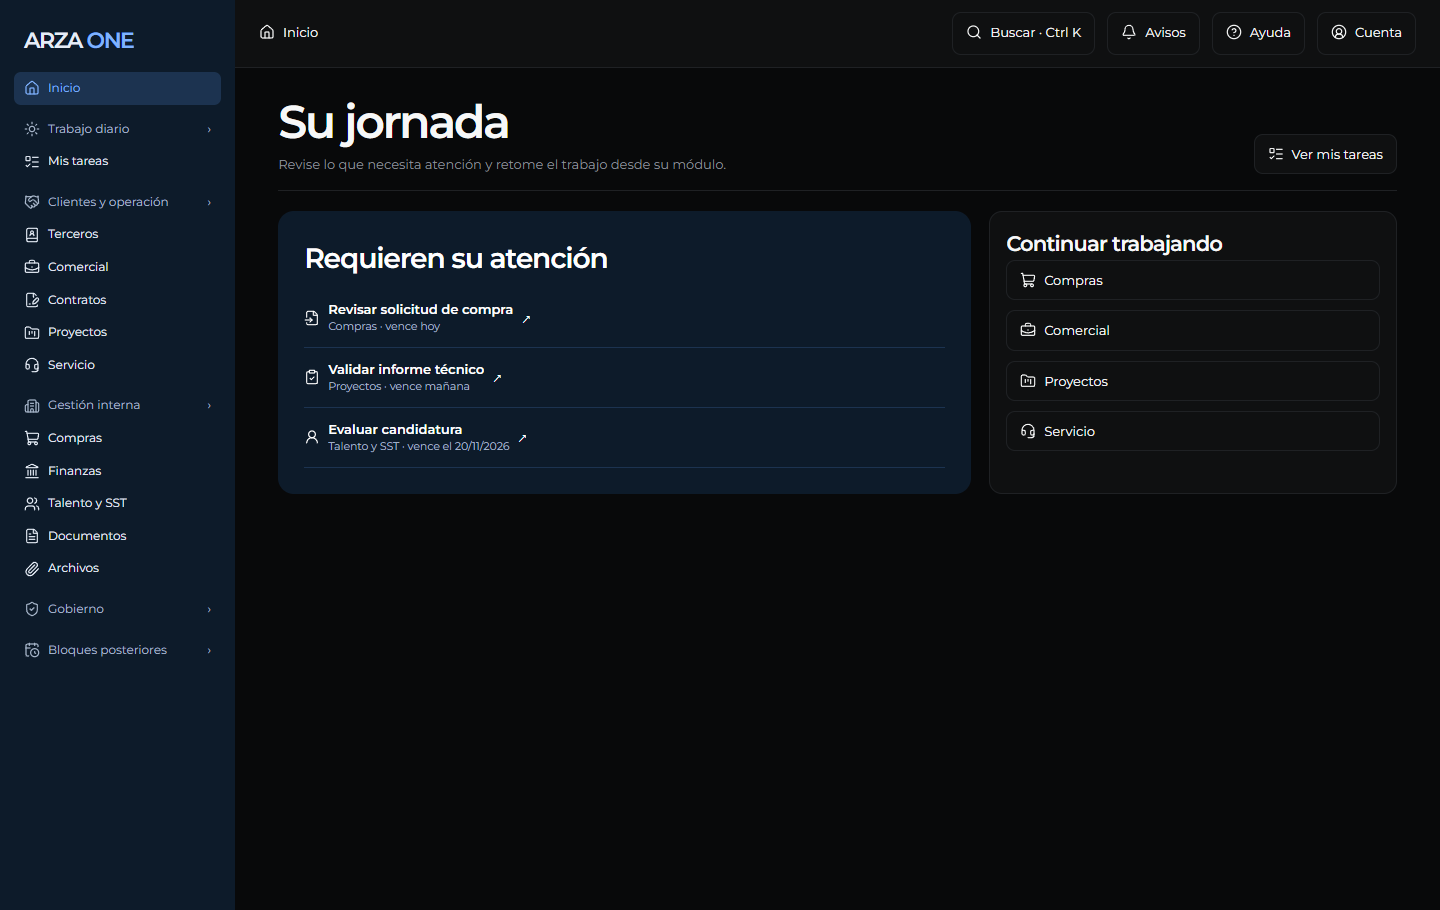 ARZA ONE
Inicio
Trabajo diario
Mis tareas
Clientes y operación
Terceros
Comercial
Contratos
Proyectos
Servicio
Gestión interna
Compras
Finanzas
Talento y SST
Documentos
Archivos
Gobierno
Bloques posteriores
Inicio
Buscar · Ctrl K
Avisos
Ayuda
Cuenta
Su jornada
Revise lo que necesita atención y retome el trabajo desde su módulo.
Ver mis tareas
Requieren su atención
Revisar solicitud de compra
Compras · vence hoy
Validar informe técnico
Proyectos · vence mañana
Evaluar candidatura
Talento y SST · vence el 20/11/2026
Continuar trabajando
Compras
Comercial
Proyectos
Servicio